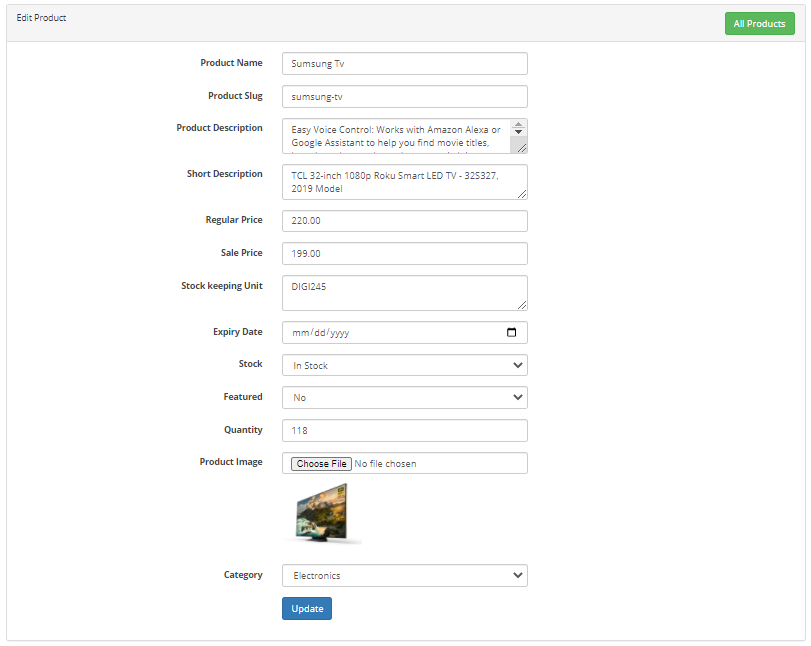 Edit Product
All Products
Product Name
Sumsung Tv
Product Slug
sumsung-tv
Product Description
Easy Voice Control: Works with Amazon Alexa or
Google Assistant to help you find movie titles,
Short Description
TCL 32-inch 1080p Roku Smart LED TV - 32S327,
2019 Model
Regular Price
220.00
Sale Price
199.00
Stock keeping Unit
DIGI245
Expiry Date
mm/dd/yyyy
Stock
In Stock
Featured
No
Quantity
118
Product Image
Choose File No file chosen
Category
Electronics
Update